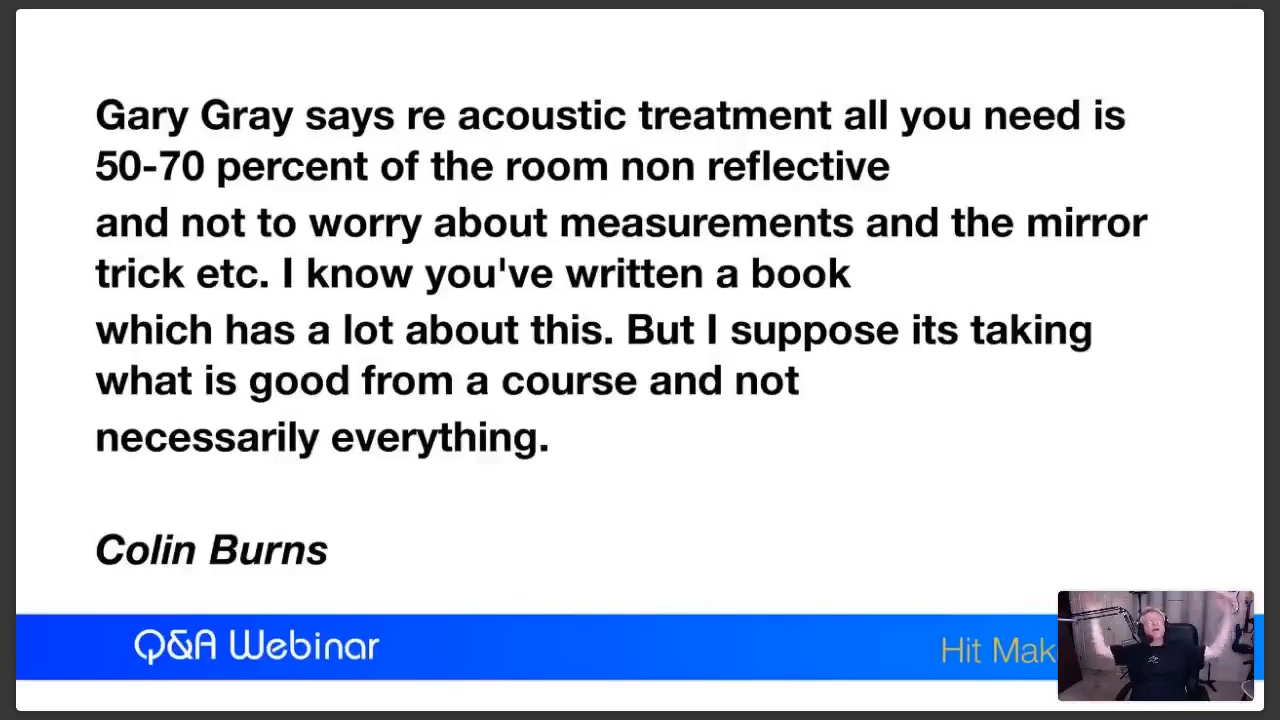 Gary Gray says re acoustic treatment all you need is
50-70 percent of the room non reflective
and not to worry about measurements and the mirror
trick etc. I know you've written a book
which has a lot about this. But I suppose its taking
what is good from a course and not
necessarily everything.
Colin Burns
Q&A Webinar
Hit Mak